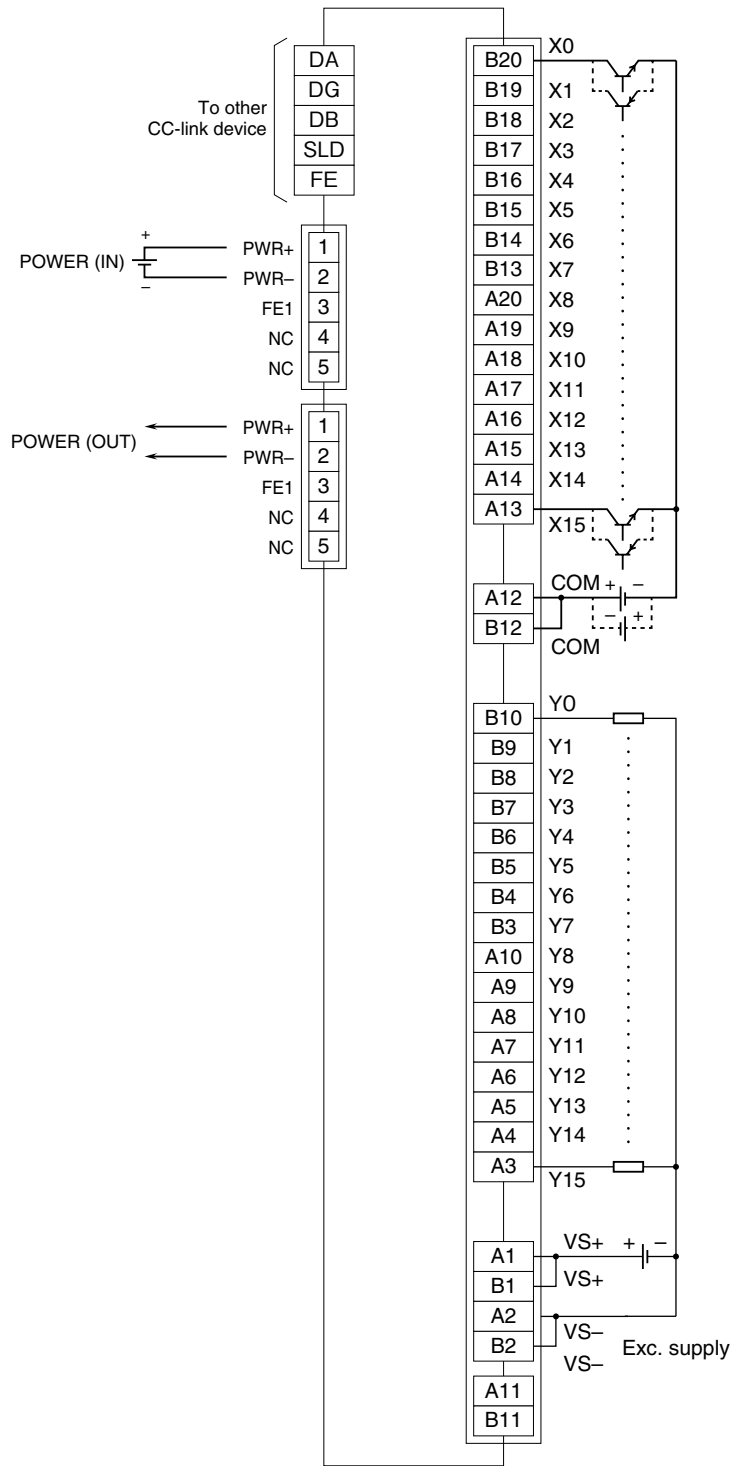 To other
CC-link device
DA
DG
DB
SLD
FE
POWER (IN)
+
–
PWR+ 1
PWR– 2
FE1 3
NC 4
NC 5
POWER (OUT)
PWR+ 1
PWR– 2
FE1 3
NC 4
NC 5
B20 X0
B19 X1
B18 X2
B17 X3
B16 X4
B15 X5
B14 X6
B13 X7
A20 X8
A19 X9
A18 X10
A17 X11
A16 X12
A15 X13
A14 X14
A13 X15
A12 COM + –
B12 COM – +
B10 Y0
B9 Y1
B8 Y2
B7 Y3
B6 Y4
B5 Y5
B4 Y6
B3 Y7
A10 Y8
A9 Y9
A8 Y10
A7 Y11
A6 Y12
A5 Y13
A4 Y14
A3 Y15
A1 VS+ + –
B1 VS+
A2 VS–
B2 VS–
Exc. supply
A11
B11